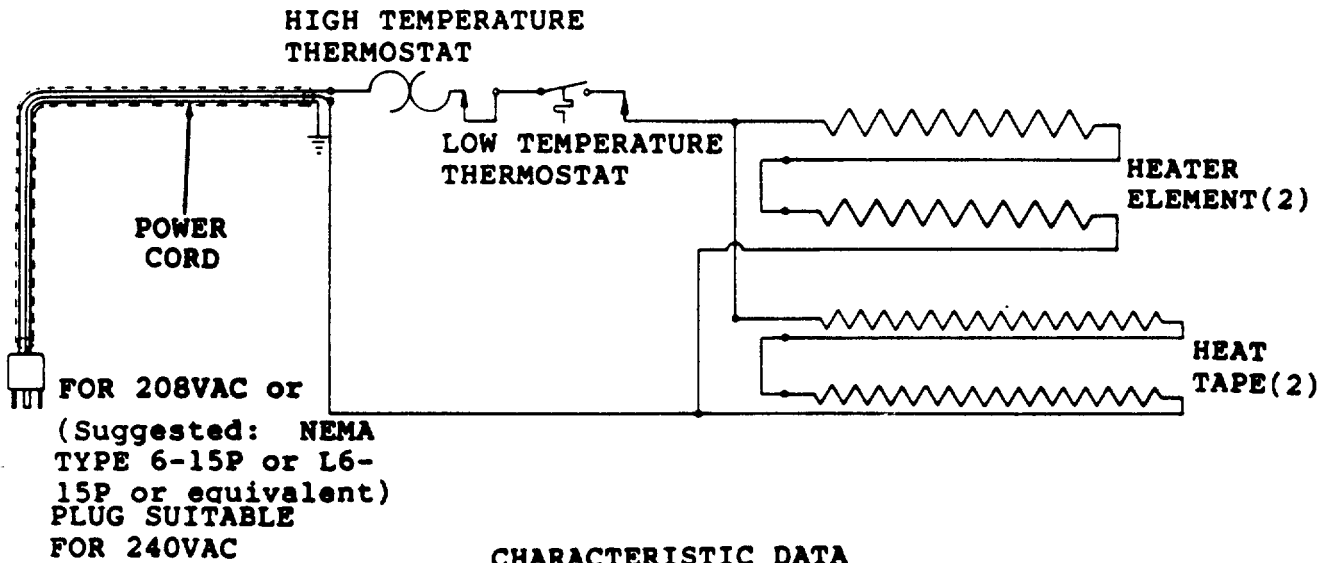 HIGH TEMPERATURE
THERMOSTAT
LOW TEMPERATURE
THERMOSTAT
HEATER
ELEMENT(2)
POWER
CORD
HEAT
TAPE(2)
FOR 208VAC or
(Suggested: NEMA
TYPE 6-15P or L6-
15P or equivalent)
PLUG SUITABLE
FOR 240VAC
CHARACTERISTIC DATA